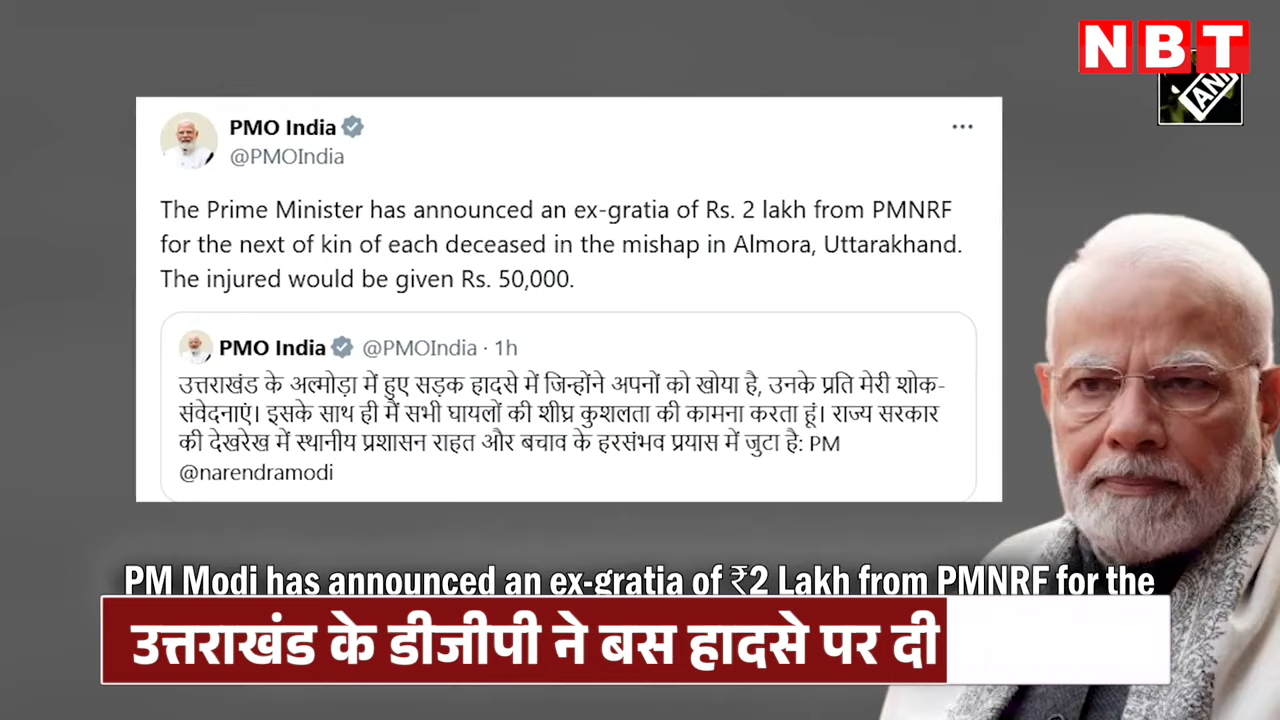 NBT
ANI
PMO India
@PMOIndia
The Prime Minister has announced an ex-gratia of Rs. 2 lakh from PMNRF
for the next of kin of each deceased in the mishap in Almora, Uttarakhand.
The injured would be given Rs. 50,000.
PMO India @PMOIndia · 1h
उत्तराखंड के अल्मोड़ा में हुए सड़क हादसे में जिन्होंने अपनों को खोया है, उनके प्रति मेरी शोक-
संवेदनाएं। इसके साथ ही मैं सभी घायलों की शीघ्र कुशलता की कामना करता हूं। राज्य सरकार
की देखरेख में स्थानीय प्रशासन राहत और बचाव के हरसंभव प्रयास में जुटा है: PM
@narendramodi
PM Modi has announced an ex-gratia of ₹2 Lakh from PMNRF for the
उत्तराखंड के डीजीपी ने बस हादसे पर दी